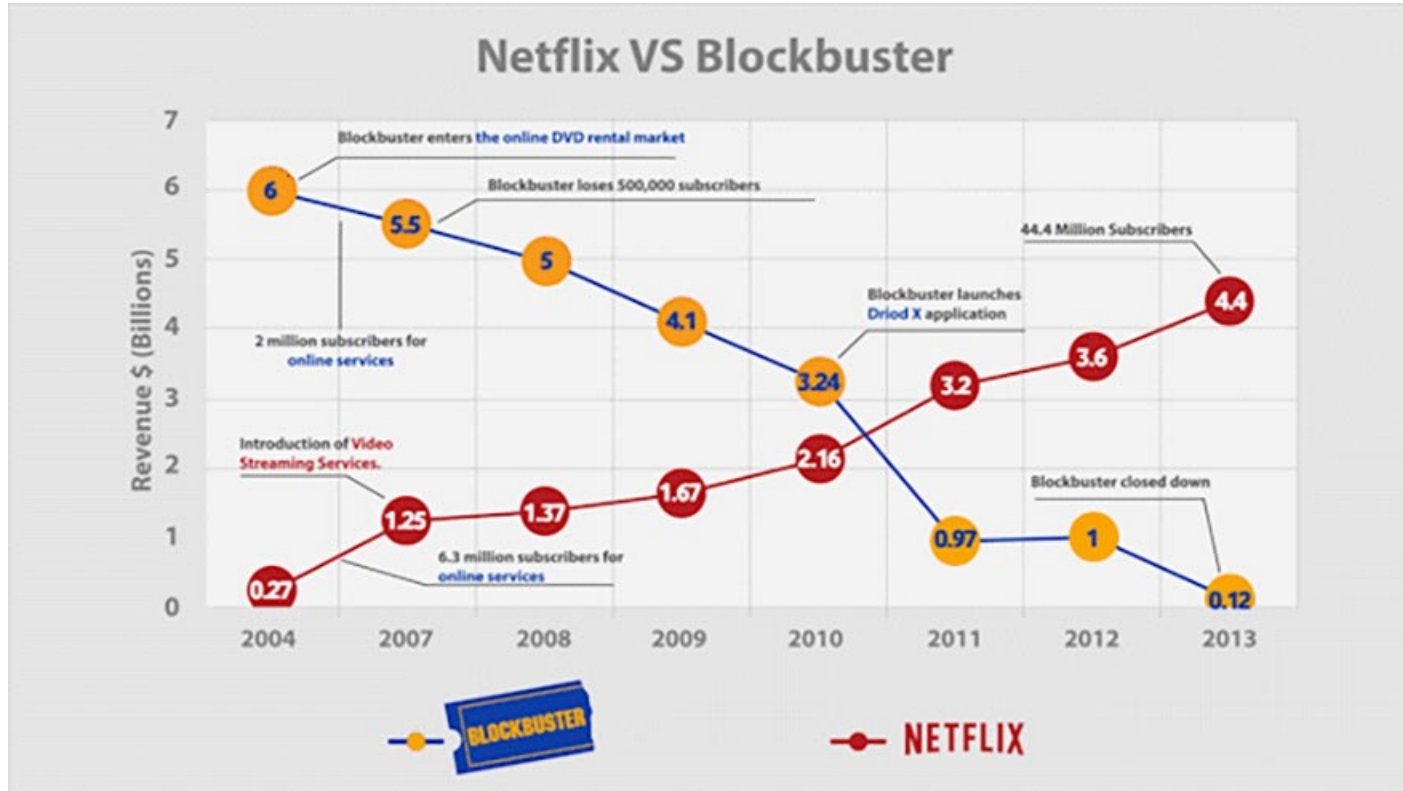 Netflix VS Blockbuster
Revenue $ (Billions)
7
6
5
4
3
2
1
0
Blockbuster enters the online DVD rental market
Blockbuster loses 500,000 subscribers
44.4 Million Subscribers
Blockbuster launches
Driod X application
2 million subscribers for
online services
Introduction of Video
Streaming Services.
6.3 million subscribers for
online services
Blockbuster closed down
6
5.5
5
4.1
3.24
0.97
1
0.12
0.27
1.25
1.37
1.67
2.16
3.2
3.6
4.4
2004 2007 2008 2009 2010 2011 2012 2013
BLOCKBUSTER
NETFLIX